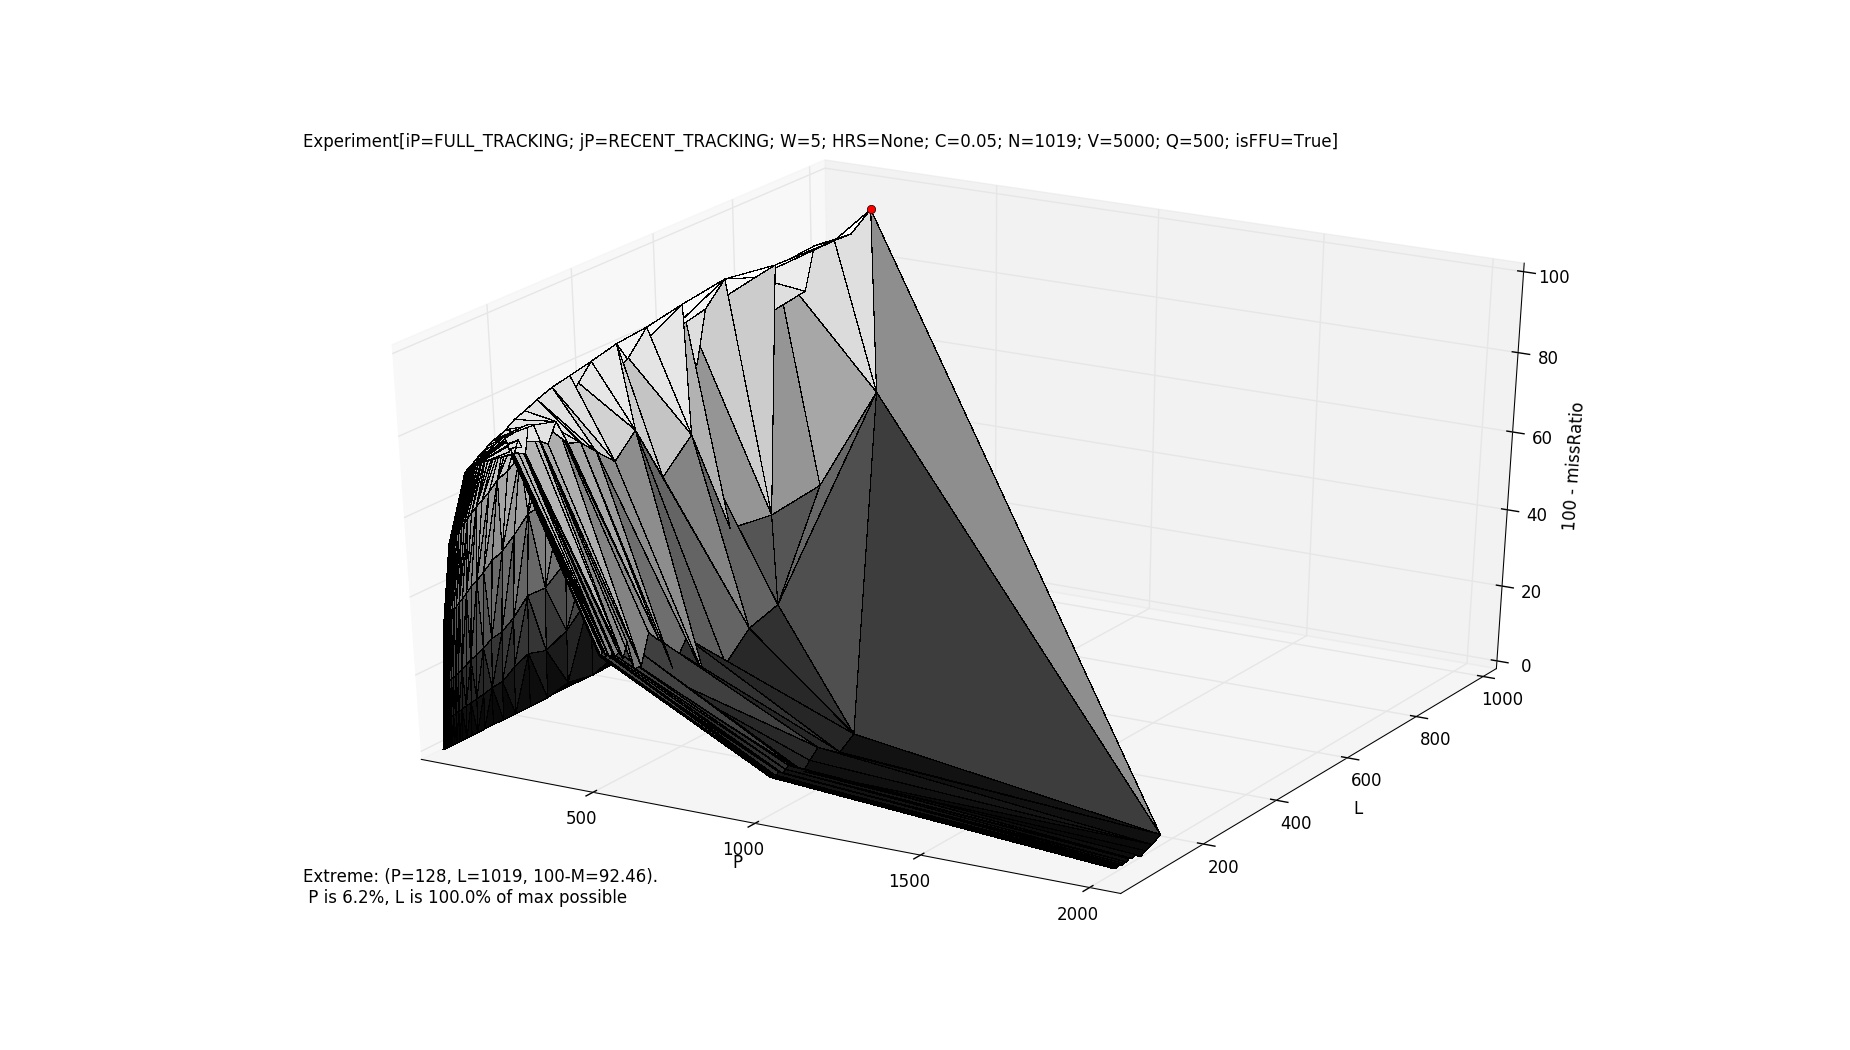 Experiment[iP=FULL_TRACKING; jP=RECENT_TRACKING; W=5; HRS=None; C=0.05; N=1019; V=5000; Q=500; isFFU=True]
100
80
60
40
20
0
100 - missRatio
1000
800
600
400
200
L
500
1000
1500
2000
P
Extreme: (P=128, L=1019, 100-M=92.46).
P is 6.2%, L is 100.0% of max possible